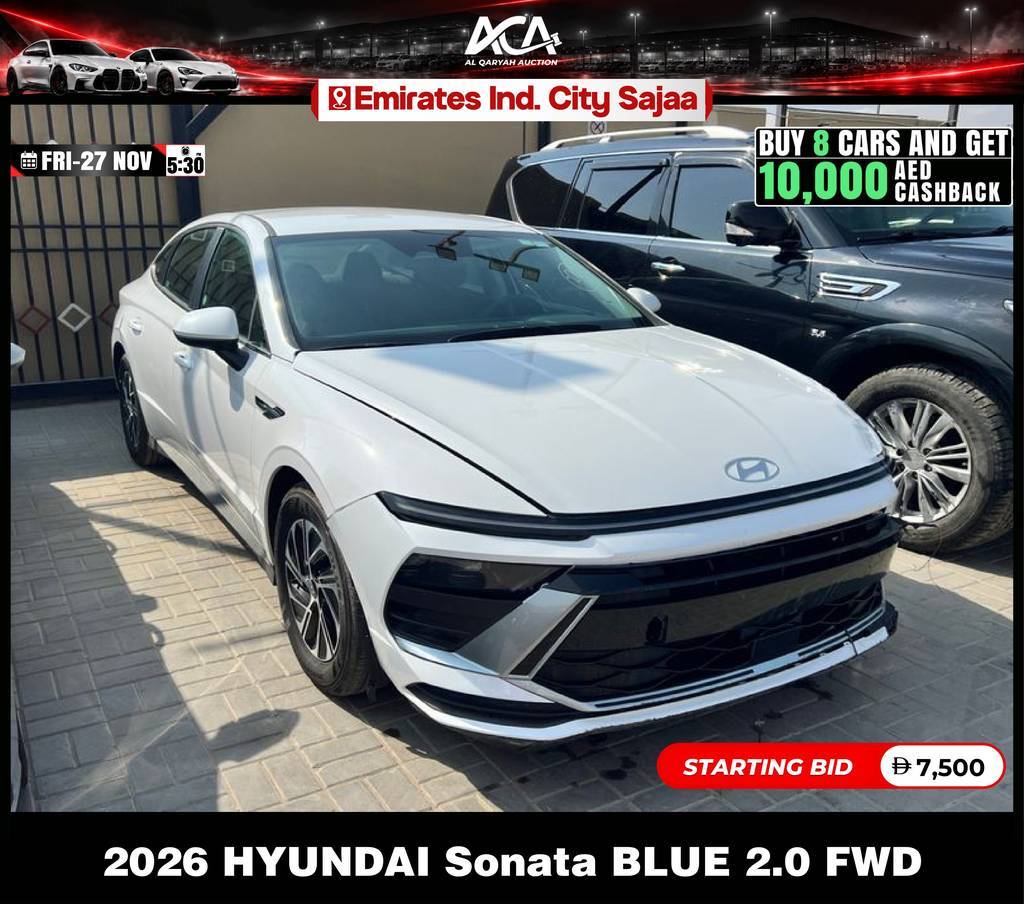 ACA
AL QARYAH AUCTION
Emirates Ind. City Sajaa
FRI-27 NOV
5:30
BUY 8 CARS AND GET
10,000 AED CASHBACK
STARTING BID 7,500
2026 HYUNDAI Sonata BLUE 2.0 FWD